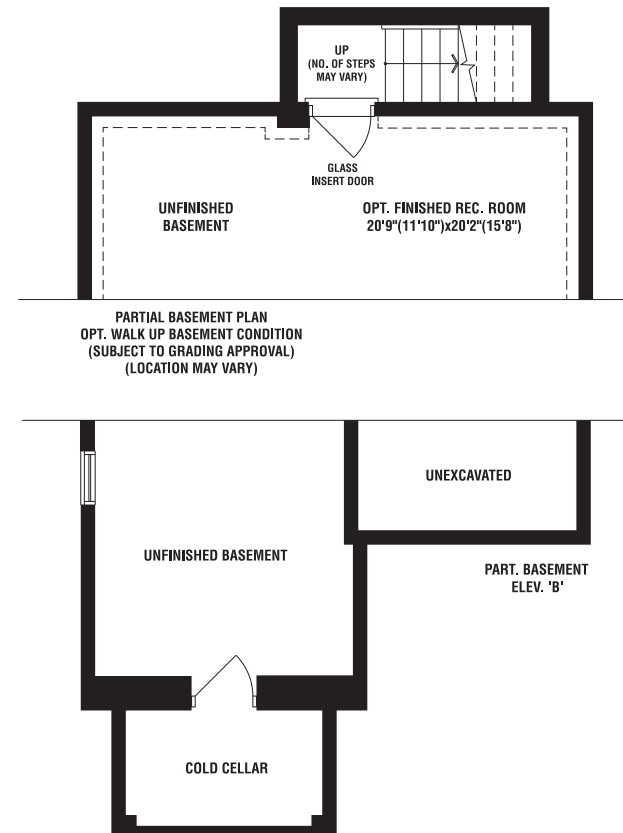 UP
(NO. OF STEPS
MAY VARY)
GLASS
INSERT DOOR
UNFINISHED
BASEMENT
OPT. FINISHED REC. ROOM
20'9"(11'10")x20'2"(15'8")
PARTIAL BASEMENT PLAN
OPT. WALK UP BASEMENT CONDITION
(SUBJECT TO GRADING APPROVAL)
(LOCATION MAY VARY)
UNEXCAVATED
UNFINISHED BASEMENT
PART. BASEMENT
ELEV. 'B'
COLD CELLAR